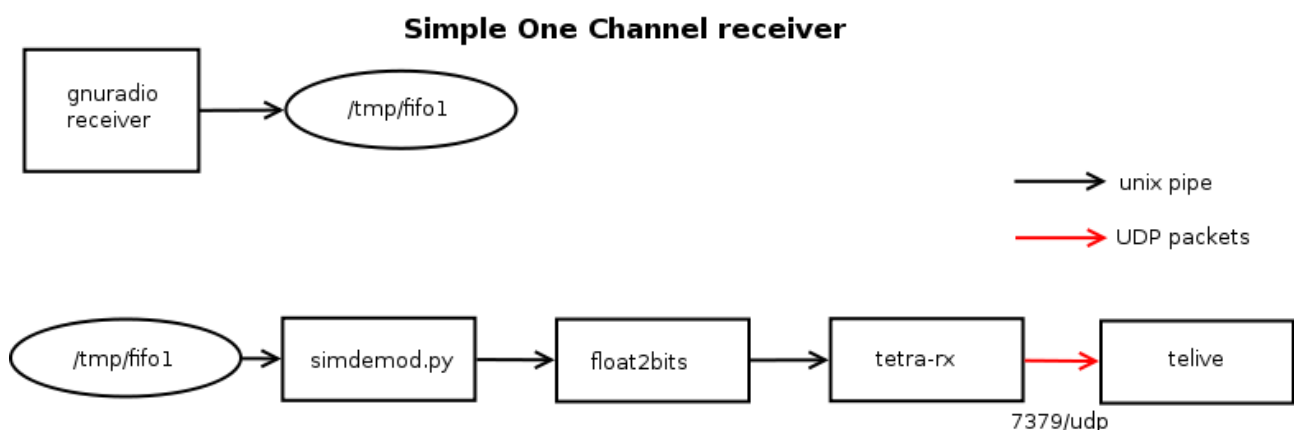 Simple One Channel receiver
gnuradio
receiver
/tmp/fifo1
unix pipe
UDP packets
/tmp/fifo1
simdemod.py
float2bits
tetra-rx
telive
7379/udp